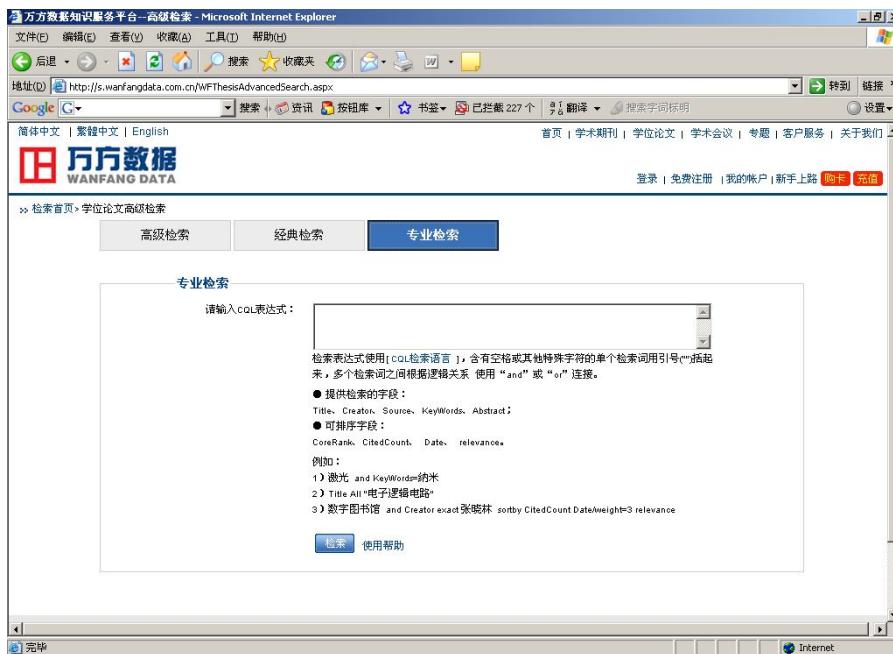 万方数据知识服务平台--高级检索 - Microsoft Internet Explorer
文件(F) 编辑(E) 查看(V) 收藏(A) 工具(T) 帮助(H)
后退 搜索 收藏夹
地址(D) http://s.wanfangdata.com.cn/WFThesisAdvancedSearch.aspx 转到 链接
Google 搜索 资讯 按钮库 书签 已拦截 227 个 翻译 搜索字词标明 设置
简体中文 | 繁體中文 | English
首页 | 学术期刊 | 学位论文 | 学术会议 | 专题 | 客户服务 | 关于我们
万方数据
WANFANG DATA
登录 | 免费注册 | 我的帐户 | 新手上路 购卡 充值
>> 检索首页> 学位论文高级检索
高级检索 经典检索 专业检索
专业检索
请输入CQL表达式：
检索表达式使用[ CQL检索语言 ]，含有空格或其他特殊字符的单个检索词用引号("")括起
来，多个检索词之间根据逻辑关系 使用“and”或“or”连接。
● 提供检索的字段：
Title、Creator、Source、KeyWords、Abstract；
● 可排序字段：
CoreRank、CitedCount、 Date、 relevance。
例如：
1）激光 and KeyWords=纳米
2）Title All "电子逻辑电路"
3）数字图书馆 and Creator exact 张晓林 sortby CitedCount Date/weight=3 relevance
检索 使用帮助
完毕 Internet